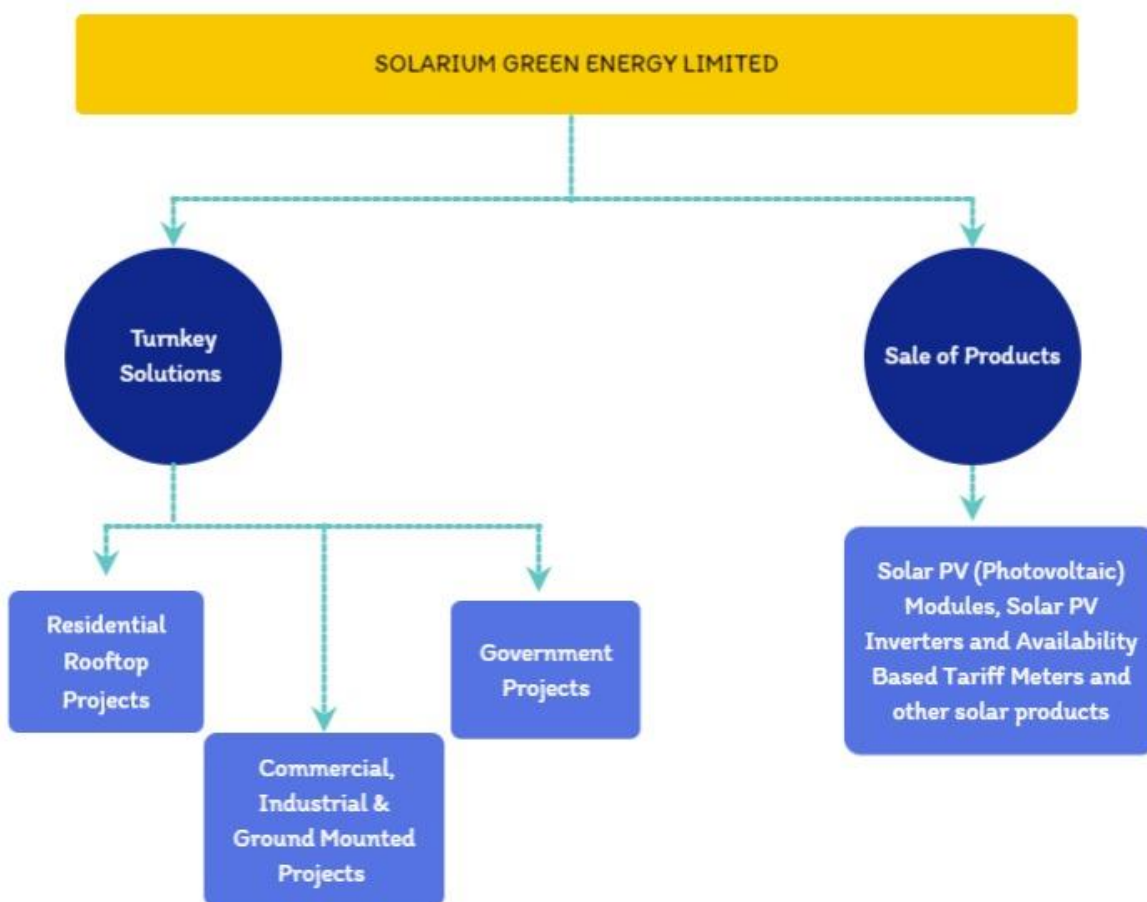 SOLARIUM GREEN ENERGY LIMITED
Turnkey
Solutions
Sale of Products
Residential
Rooftop
Projects
Commercial,
Industrial &
Ground Mounted
Projects
Government
Projects
Solar PV (Photovoltaic)
Modules, Solar PV
Inverters and Availability
Based Tariff Meters and
other solar products